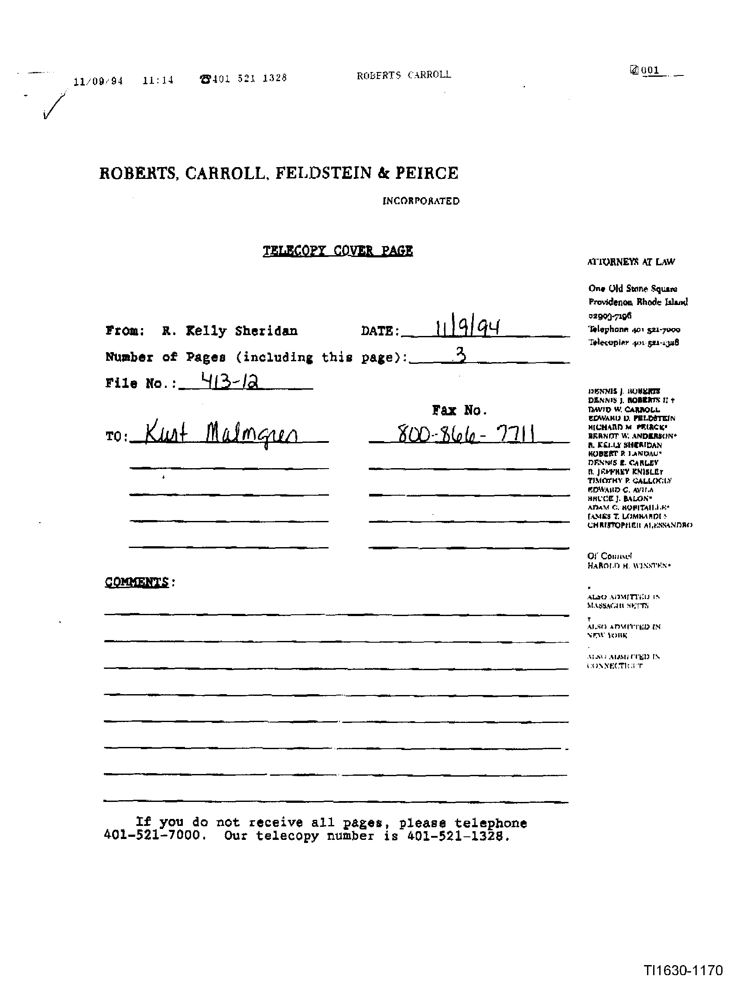 11/09/94 11:14 ☎401 521 1328 ROBERTS CARROLL 001
ROBERTS, CARROLL, FELDSTEIN & PEIRCE
INCORPORATED
TELECOPY COVER PAGE
ATTORNEYS AT LAW
One Old Stone Square
Providence Rhode Island
02903-7196
Telephone 401 521-7000
Telecopier 401 521-1328
From: R. Kelly Sheridan DATE: 11/9/94
Number of Pages (including this page): 3
File No.: 413-12
Fax No.
TO: Kurt Malmgren 800-866-7711
DENNIS J. ROBERTS
DENNIS J. ROBERTS II †
DAVID W. CARROLL
EDWARD D. FELDSTEIN
RICHARD M. PEIRCE*
BERNDT W. ANDERSON*
R. KELLY SHERIDAN
ROBERT P. LANDAU*
DENNIS E. CARLEY
R. JEFFREY KNISLEY
TIMOTHY P. GALLOGLY
EDWARD C. AVILA
BRUCE J. BALON*
ADAM C. ROBITAILLE*
JAMES T. LOMBARDI
CHRISTOPHER ALESSANDRO
Of Counsel
HAROLD H. WINSTEN*
*
ALSO ADMITTED IN
MASSACHUSETTS
†
ALSO ADMITTED IN
NEW YORK
ALSO ADMITTED IN
CONNECTICUT
COMMENTS:
If you do not receive all pages, please telephone
401-521-7000. Our telecopy number is 401-521-1328.
TI1630-1170